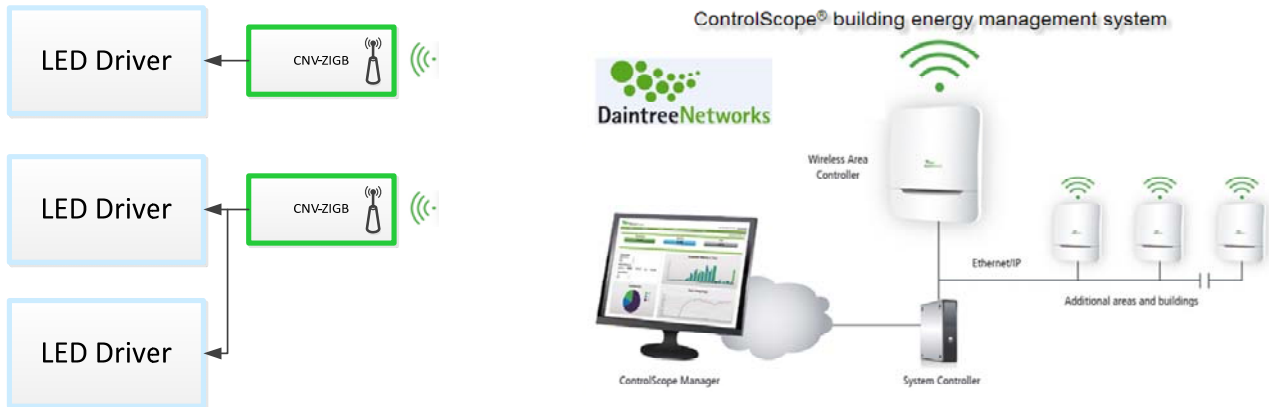 ControlScope® building energy management system
LED Driver
CNV-ZIGB
DaintreeNetworks
Wireless Area
Controller
LED Driver
CNV-ZIGB
Ethernet/IP
Additional areas and buildings
LED Driver
ControlScope Manager
System Controller